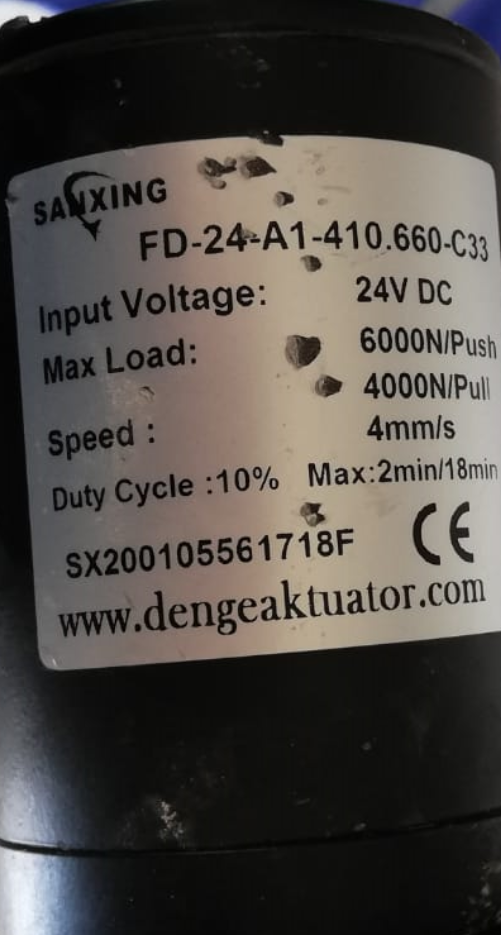 SANXING
FD-24-A1-410.660-C33
Input Voltage: 24V DC
Max Load: 6000N/Push
4000N/Pull
Speed : 4mm/s
Duty Cycle :10% Max:2min/18min
SX200105561718F CE
www.dengeaktuator.com